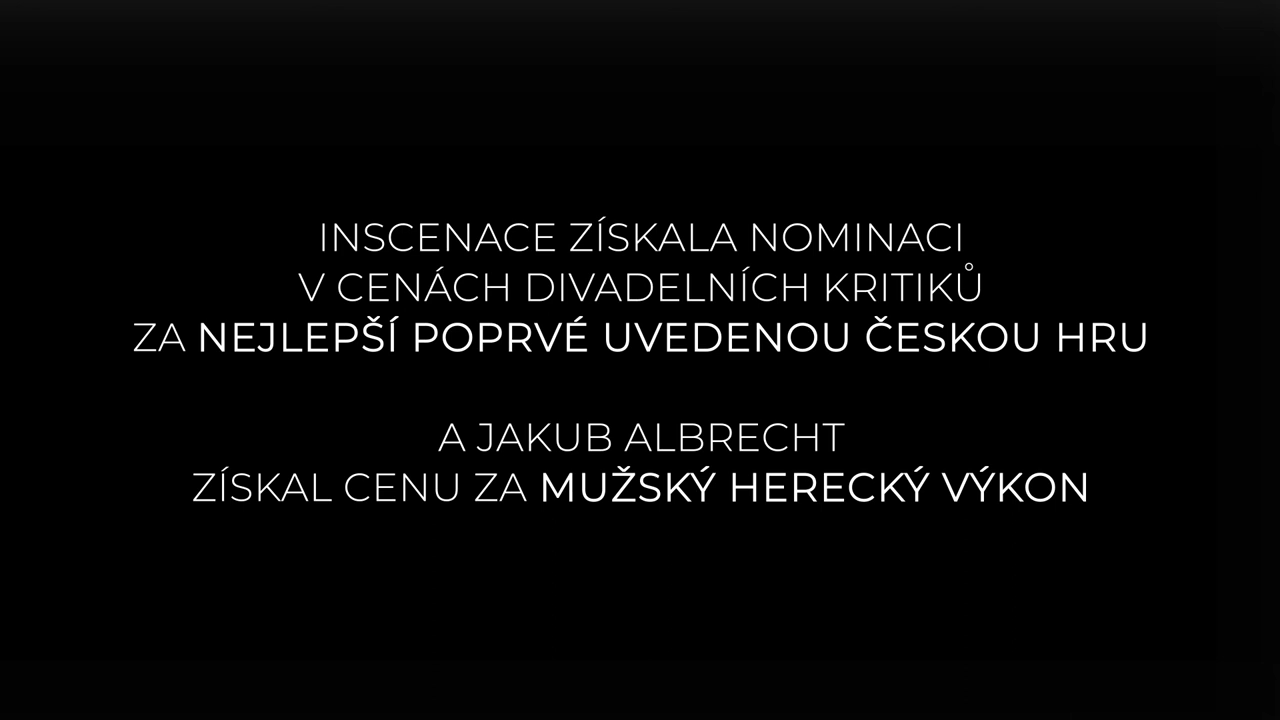 INSCENACE ZÍSKALA NOMINACI
V CENÁCH DIVADELNÍCH KRITIKŮ
ZA NEJLEPŠÍ POPRVÉ UVEDENOU ČESKOU HRU
A JAKUB ALBRECHT
ZÍSKAL CENU ZA MUŽSKÝ HERECKÝ VÝKON